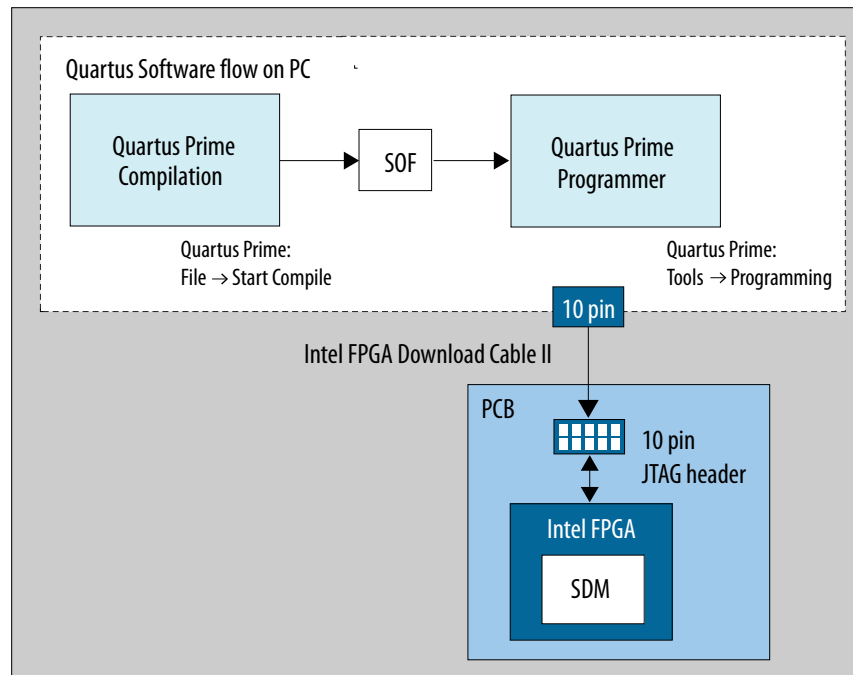 Quartus Software flow on PC
Quartus Prime
Compilation
SOF
Quartus Prime
Programmer
Quartus Prime:
File → Start Compile
Quartus Prime:
Tools → Programming
10 pin
Intel FPGA Download Cable II
PCB
10 pin
JTAG header
Intel FPGA
SDM